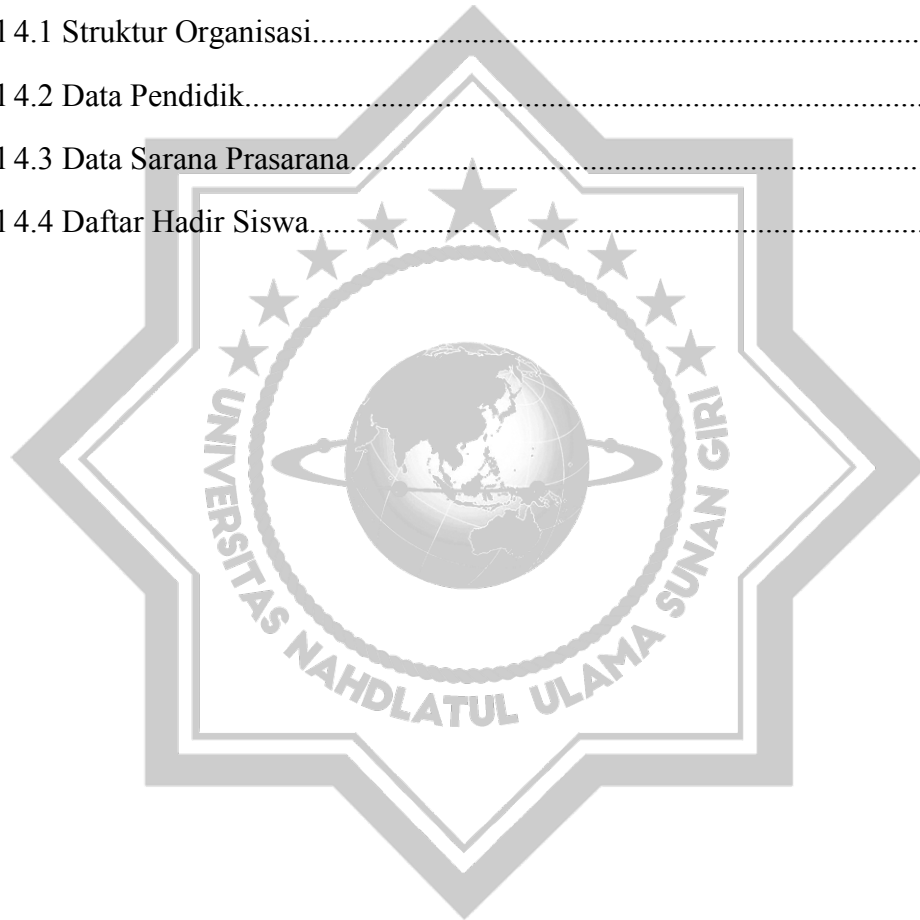 l 4.1 Struktur Organisasi........................................................................
l 4.2 Data Pendidik................................................................................
l 4.3 Data Sarana Prasarana...................................................................
l 4.4 Daftar Hadir Siswa........................................................................
UNIVERSITAS NAHDLATUL ULAMA SUNAN GIRI